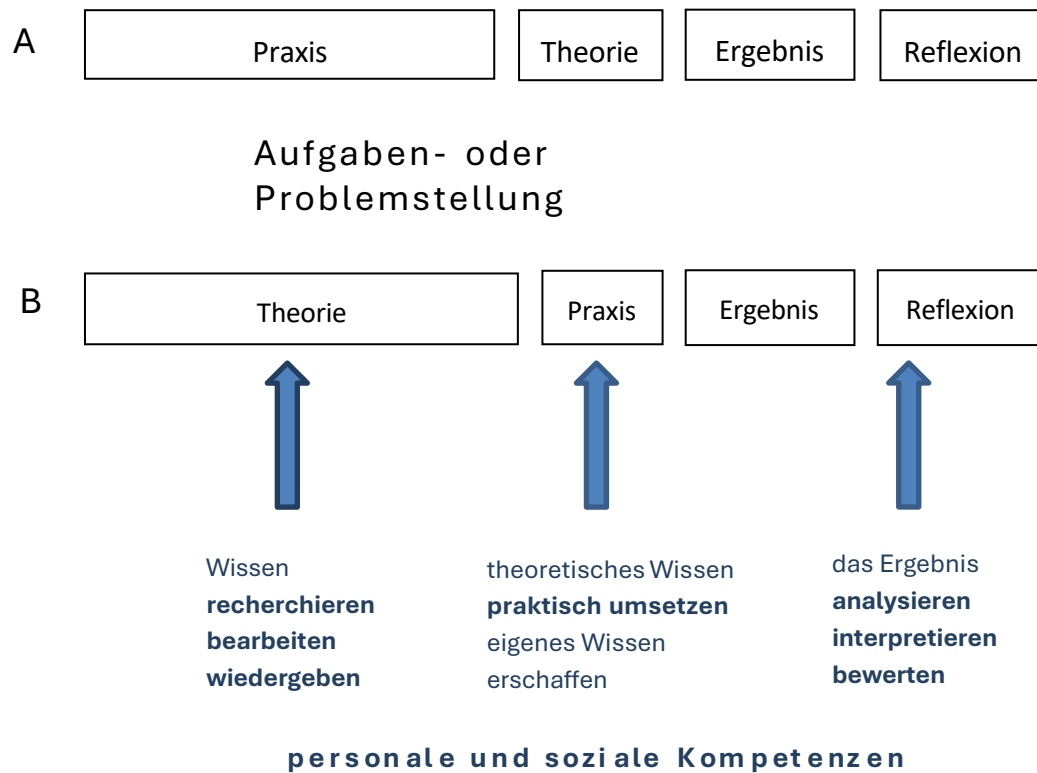 A
Praxis
Theorie
Ergebnis
Reflexion
Aufgaben- oder
Problemstellung
B
Theorie
Praxis
Ergebnis
Reflexion
Wissen
recherchieren
bearbeiten
wiedergeben
theoretisches Wissen
praktisch umsetzen
eigenes Wissen
erschaffen
das Ergebnis
analysieren
interpretieren
bewerten
personale und soziale Kompetenzen